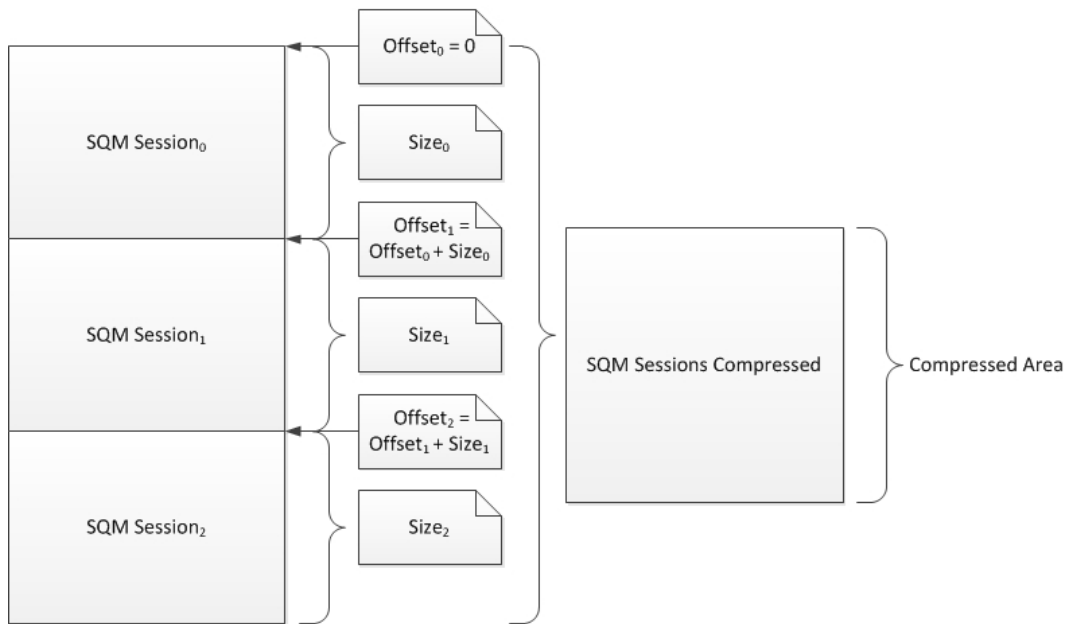 Offset₀ = 0
SQM Session₀
Size₀
Offset₁ =
Offset₀ + Size₀
SQM Session₁
Size₁
SQM Sessions Compressed
Compressed Area
Offset₂ =
Offset₁ + Size₁
SQM Session₂
Size₂